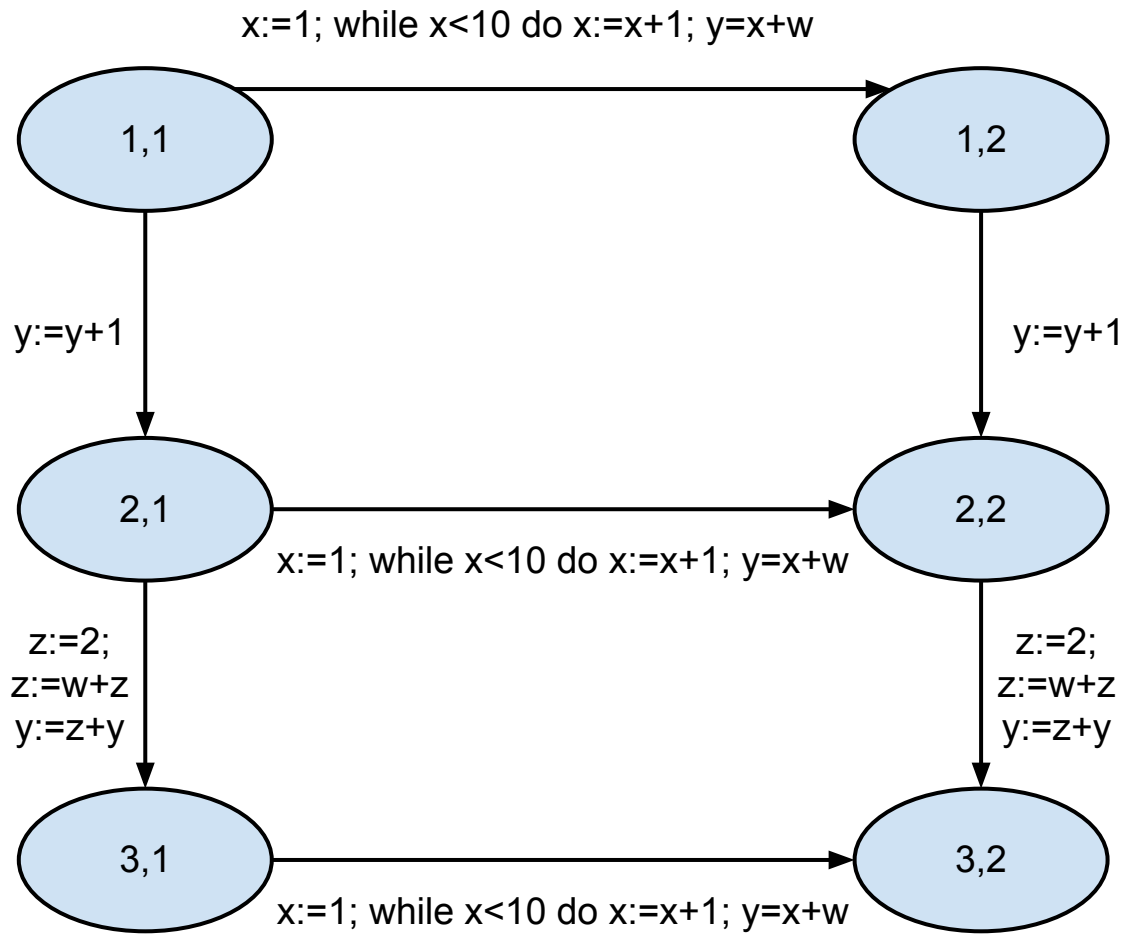 x:=1; while x<10 do x:=x+1; y=x+w
1,1
1,2
y:=y+1
y:=y+1
2,1
2,2
x:=1; while x<10 do x:=x+1; y=x+w
z:=2;
z:=w+z
y:=z+y
z:=2;
z:=w+z
y:=z+y
3,1
3,2
x:=1; while x<10 do x:=x+1; y=x+w